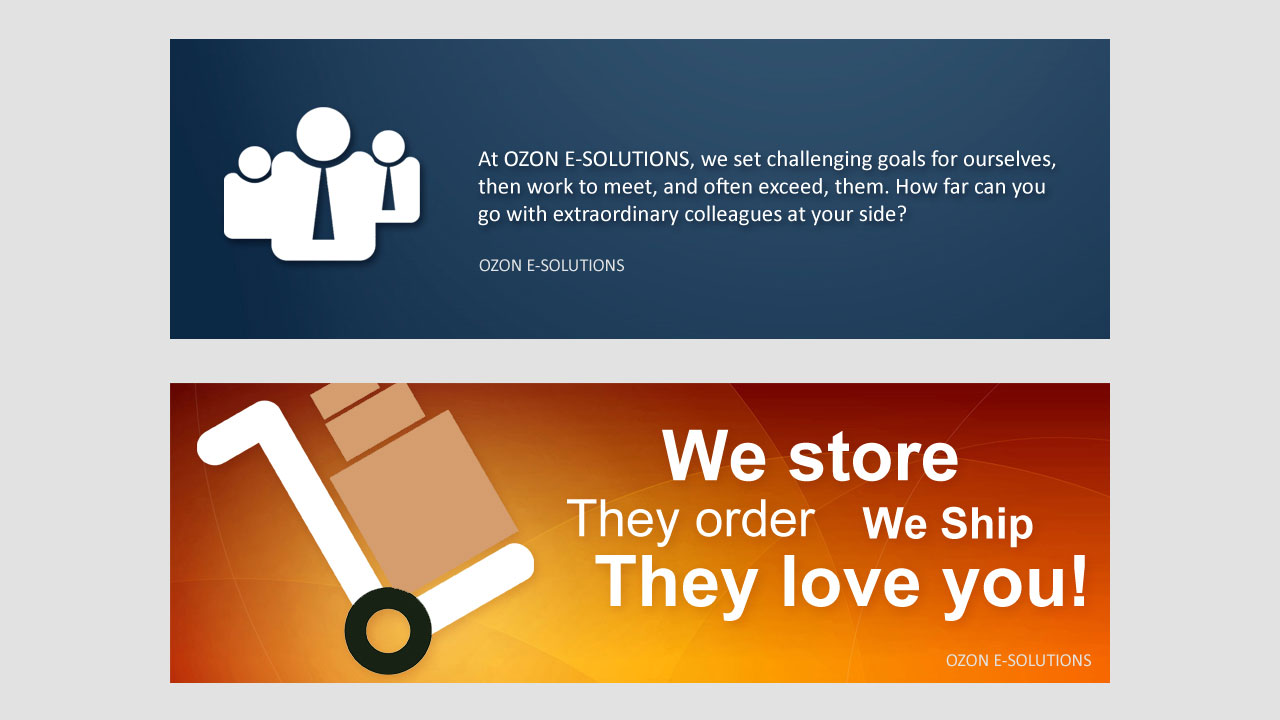 At OZON E-SOLUTIONS, we set challenging goals for ourselves,
then work to meet, and often exceed, them. How far can you
go with extraordinary colleagues at your side?
OZON E-SOLUTIONS
We store
They order We Ship
They love you!
OZON E-SOLUTIONS